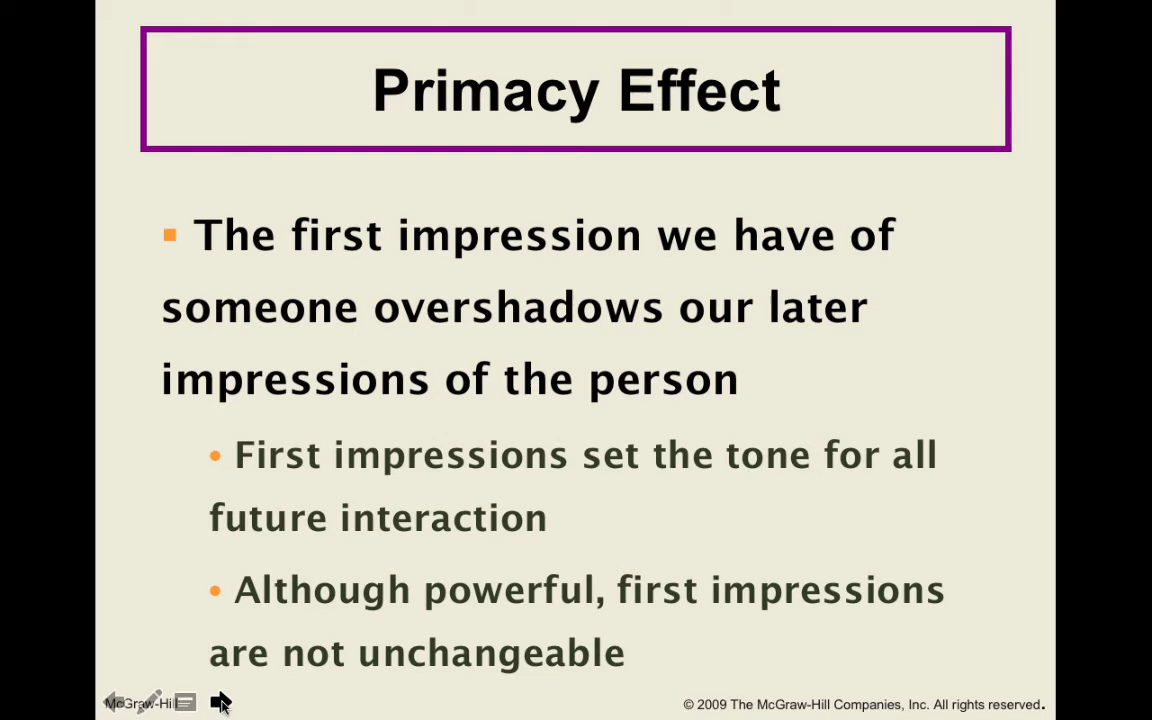 Primacy Effect
The first impression we have of
someone overshadows our later
impressions of the person
• First impressions set the tone for all
future interaction
• Although powerful, first impressions
are not unchangeable
McGraw-Hil
© 2009 The McGraw-Hill Companies, Inc. All rights reserved.